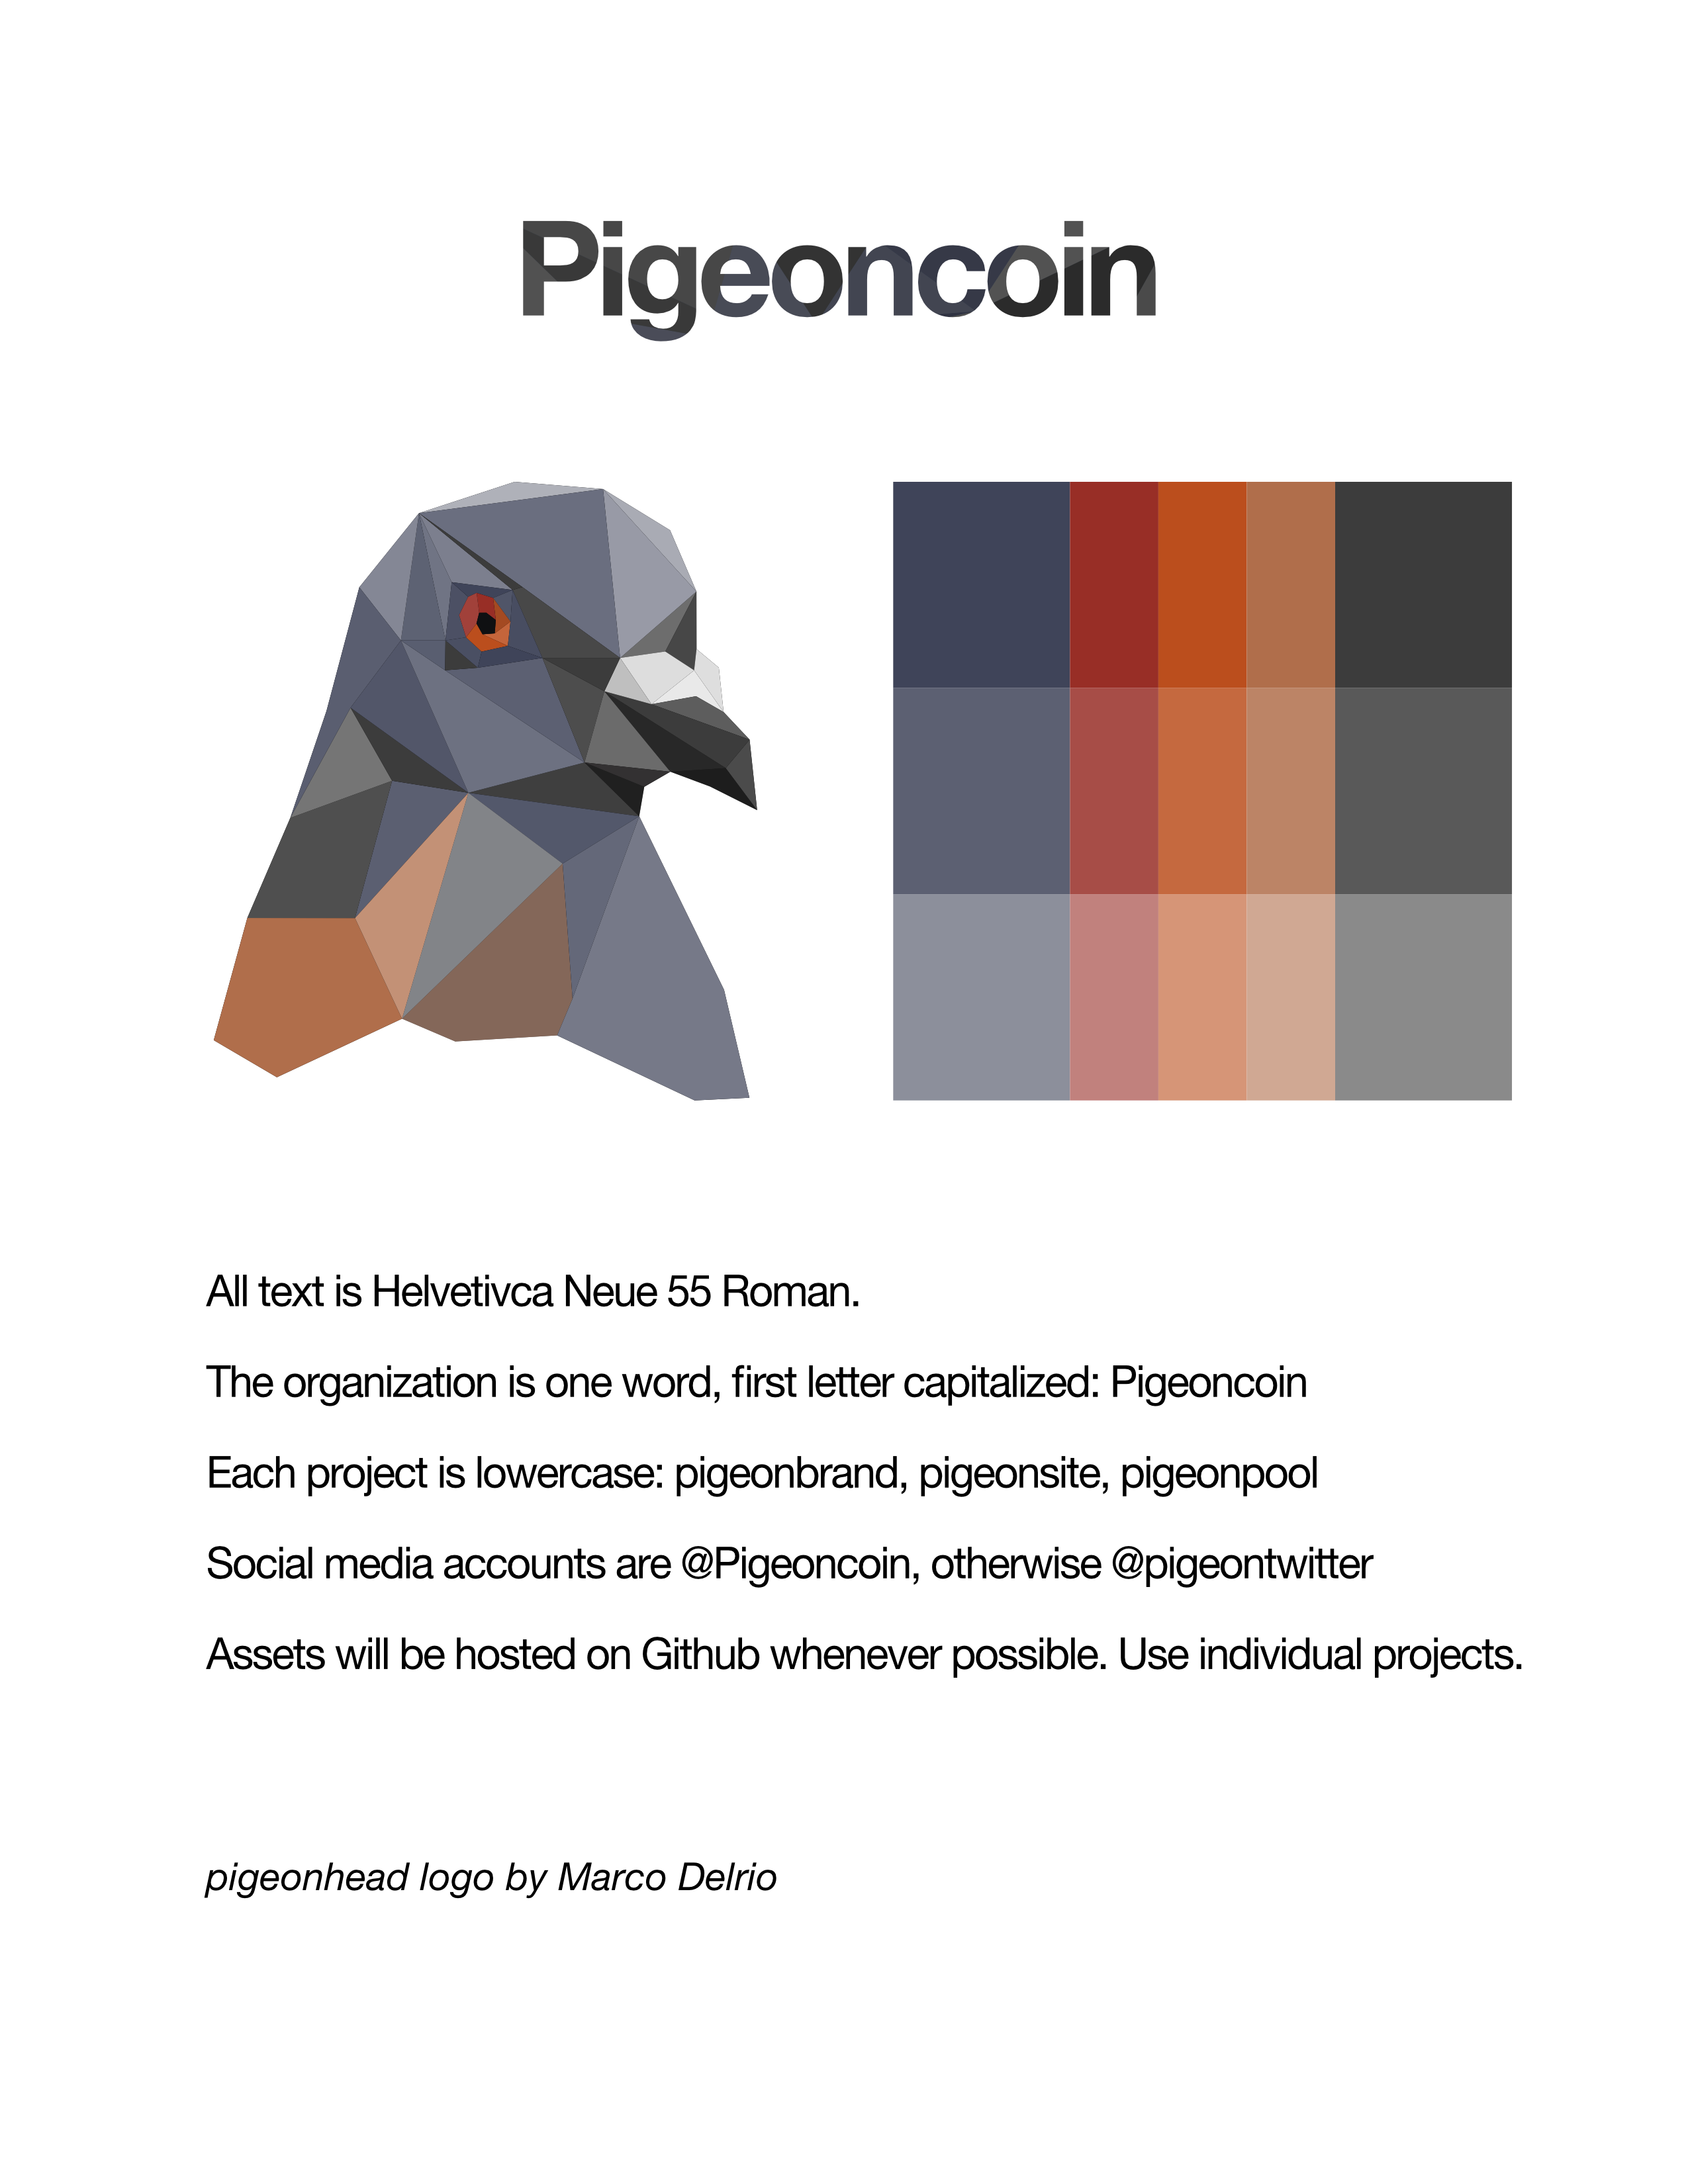 Pigeoncoin
All text is Helvetivca Neue 55 Roman.
The organization is one word, first letter capitalized: Pigeoncoin
Each project is lowercase: pigeonbrand, pigeonsite, pigeonpool
Social media accounts are @Pigeoncoin, otherwise @pigeontwitter
Assets will be hosted on Github whenever possible. Use individual projects.
pigeonhead logo by Marco Delrio